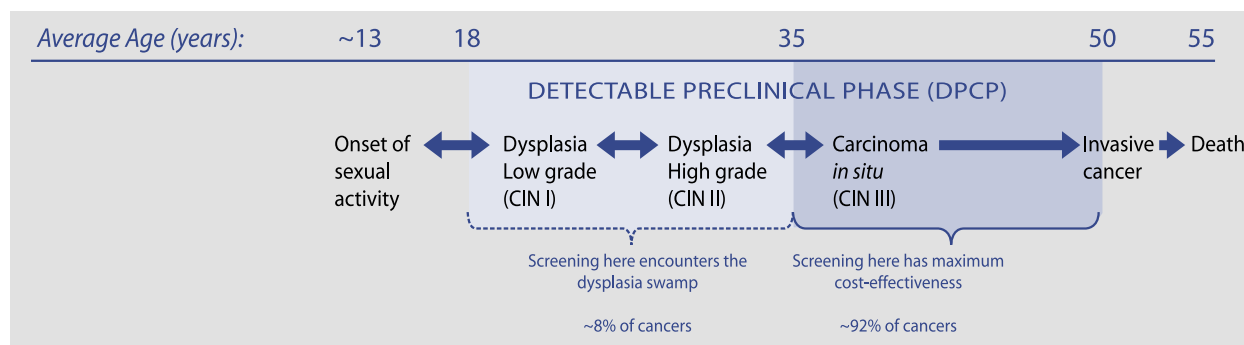 Average Age (years): ~13 18 35 50 55
DETECTABLE PRECLINICAL PHASE (DPCP)
Onset of
sexual
activity
Dysplasia
Low grade
(CIN I)
Dysplasia
High grade
(CIN II)
Carcinoma
in situ
(CIN III)
Invasive
cancer
Death
Screening here encounters the
dysplasia swamp
~8% of cancers
Screening here has maximum
cost-effectiveness
~92% of cancers